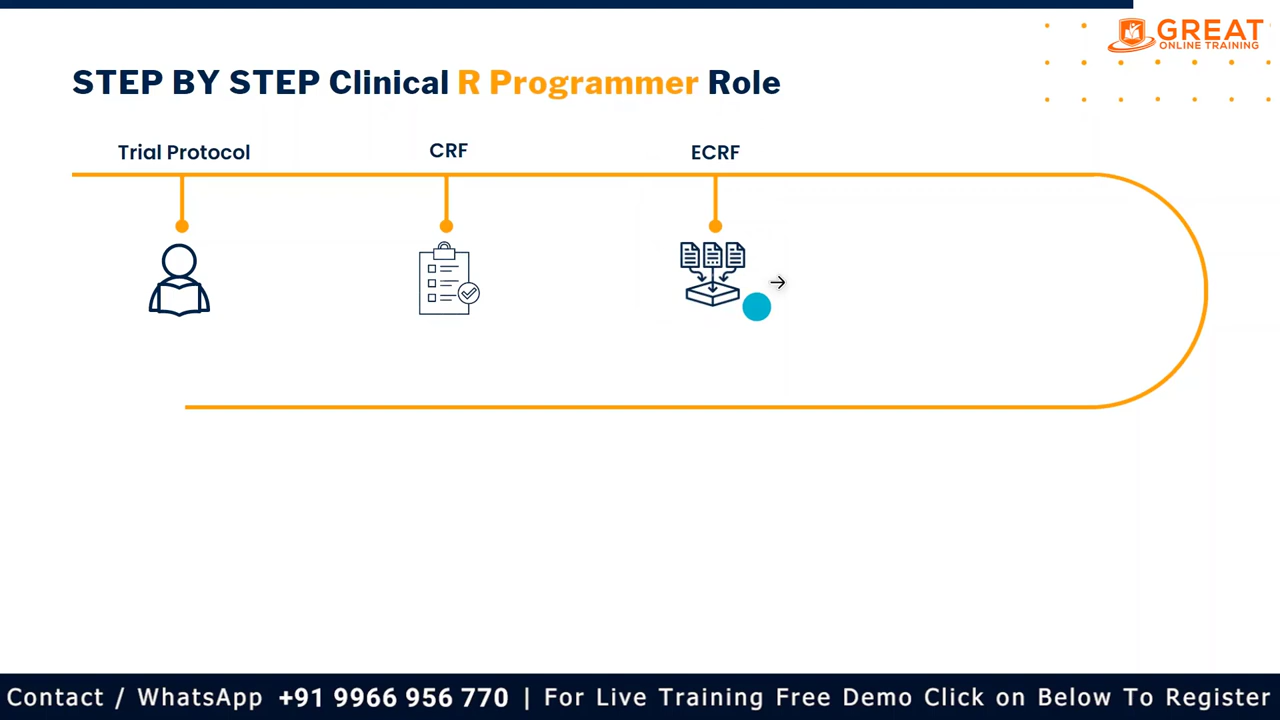 GREAT
ONLINE TRAINING
STEP BY STEP Clinical R Programmer Role
Trial Protocol
CRF
ECRF
Contact / WhatsApp +91 9966 956 770 | For Live Training Free Demo Click on Below To Register